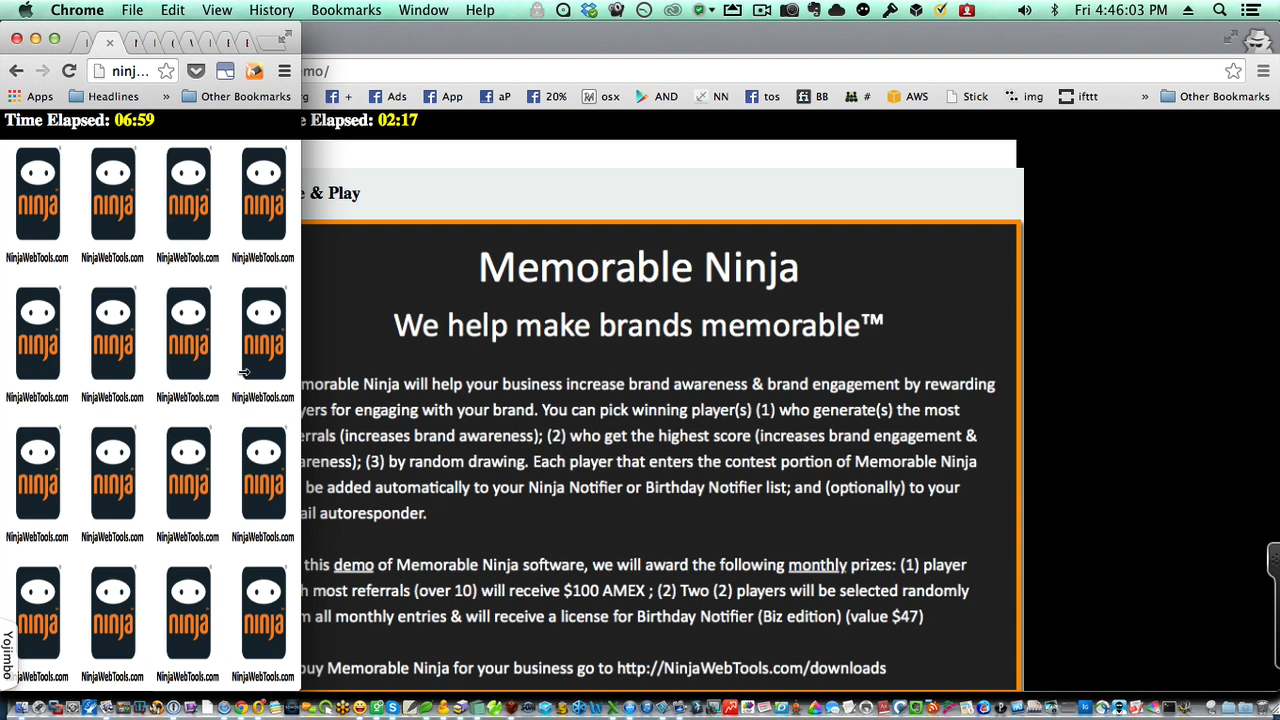 Chrome File Edit View History Bookmarks Window Help Fri 4:46:03 PM
ninj...
mo/
Apps Headlines » Other Bookmarks
+ Ads App aP 20% osx AND NN tos BB # AWS Stick img ifttt » Other Bookmarks
Time Elapsed: 06:59
e Elapsed: 02:17
e & Play
ninja ninja ninja ninja
NinjaWebTools.com NinjaWebTools.com NinjaWebTools.com NinjaWebTools.com
ninja ninja ninja ninja
NinjaWebTools.com NinjaWebTools.com NinjaWebTools.com NinjaWebTools.com
ninja ninja ninja ninja
NinjaWebTools.com NinjaWebTools.com NinjaWebTools.com NinjaWebTools.com
ninja ninja ninja ninja
NinjaWebTools.com NinjaWebTools.com NinjaWebTools.com NinjaWebTools.com
Yojimbo
Memorable Ninja
We help make brands memorable™
morable Ninja will help your business increase brand awareness & brand engagement by rewarding
yers for engaging with your brand. You can pick winning player(s) (1) who generate(s) the most
errals (increases brand awareness); (2) who get the highest score (increases brand engagement &
areness); (3) by random drawing. Each player that enters the contest portion of Memorable Ninja
be added automatically to your Ninja Notifier or Birthday Notifier list; and (optionally) to your
ail autoresponder.
this demo of Memorable Ninja software, we will award the following monthly prizes: (1) player
h most referrals (over 10) will receive $100 AMEX ; (2) Two (2) players will be selected randomly
m all monthly entries & will receive a license for Birthday Notifier (Biz edition) (value $47)
buy Memorable Ninja for your business go to http://NinjaWebTools.com/downloads